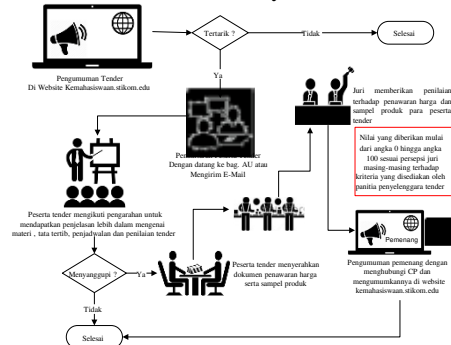 Tertarik ?
Tidak
Selesai
Ya
Pengumuman Tender
Di Website Kemahasiswaan.stikom.edu
Tender
Dengan datang ke bag. AU atau
Mengirim E-Mail
Juri memberikan penilaian
terhadap penawaran harga dan
sampel produk para peserta
tender
Nilai yang diberikan mulai
dari angka 0 hingga angka
100 sesuai persepsi juri
masing-masing terhadap
kriteria yang disediakan oleh
panitia penyelenggara tender
Peserta tender mengikuti pengarahan untuk
mendapatkan penjelasan lebih dalam mengenai
materi , tata tertib, penjadwalan dan penilaian tender
Pemenang
Menyanggupi ?
Ya
Peserta tender menyerahkan
dokumen penawaran harga
serta sampel produk
Pengumuman pemenang dengan
menghubungi CP dan
mengumumkannya di website
kemahasiswaan.stikom.edu
Tidak
Selesai